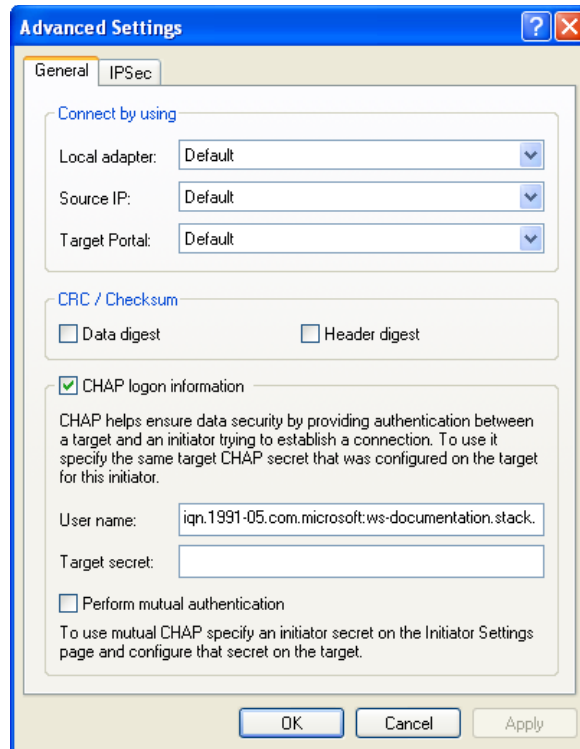 Advanced Settings
General IPSec
Connect by using
Local adapter: Default
Source IP: Default
Target Portal: Default
CRC / Checksum
Data digest Header digest
CHAP logon information
CHAP helps ensure data security by providing authentication between
a target and an initiator trying to establish a connection. To use it
specify the same target CHAP secret that was configured on the target
for this initiator.
User name: iqn.1991-05.com.microsoft:ws-documentation.stack.
Target secret:
Perform mutual authentication
To use mutual CHAP specify an initiator secret on the Initiator Settings
page and configure that secret on the target.
OK Cancel Apply